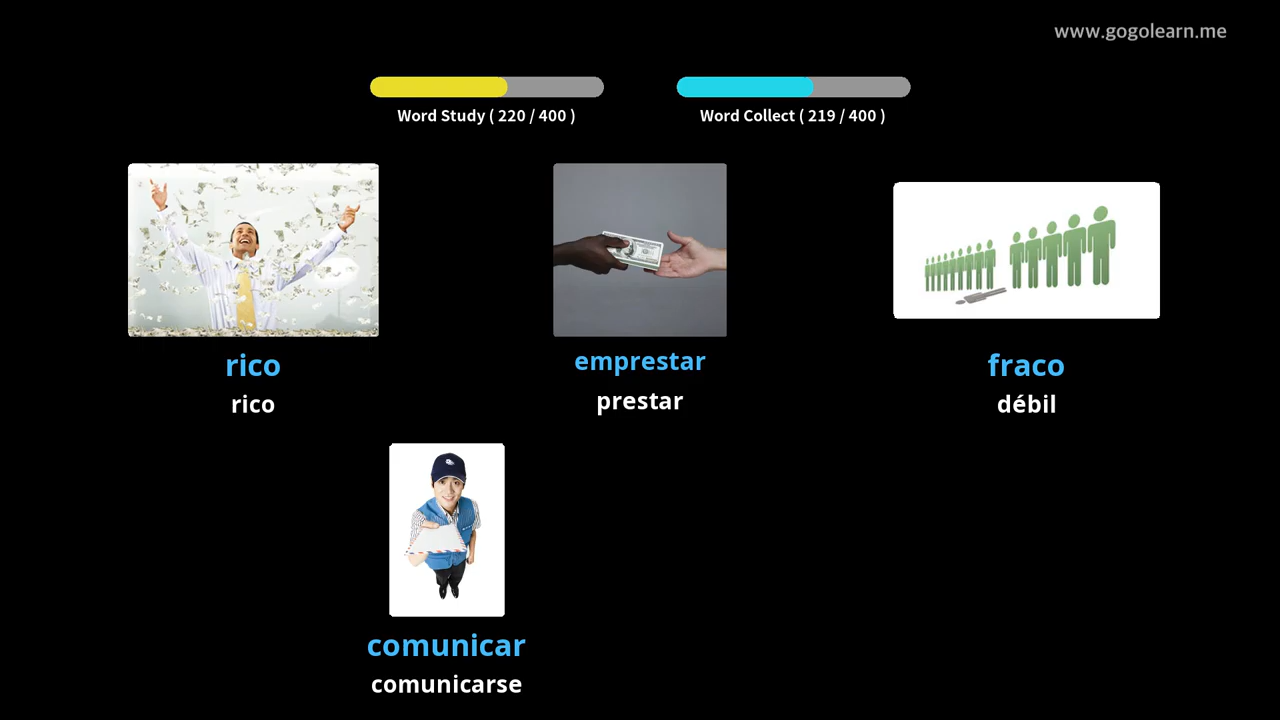 www.gogolearn.me
Word Study ( 220 / 400 )
Word Collect ( 219 / 400 )
rico
rico
emprestar
prestar
fraco
débil
comunicar
comunicarse